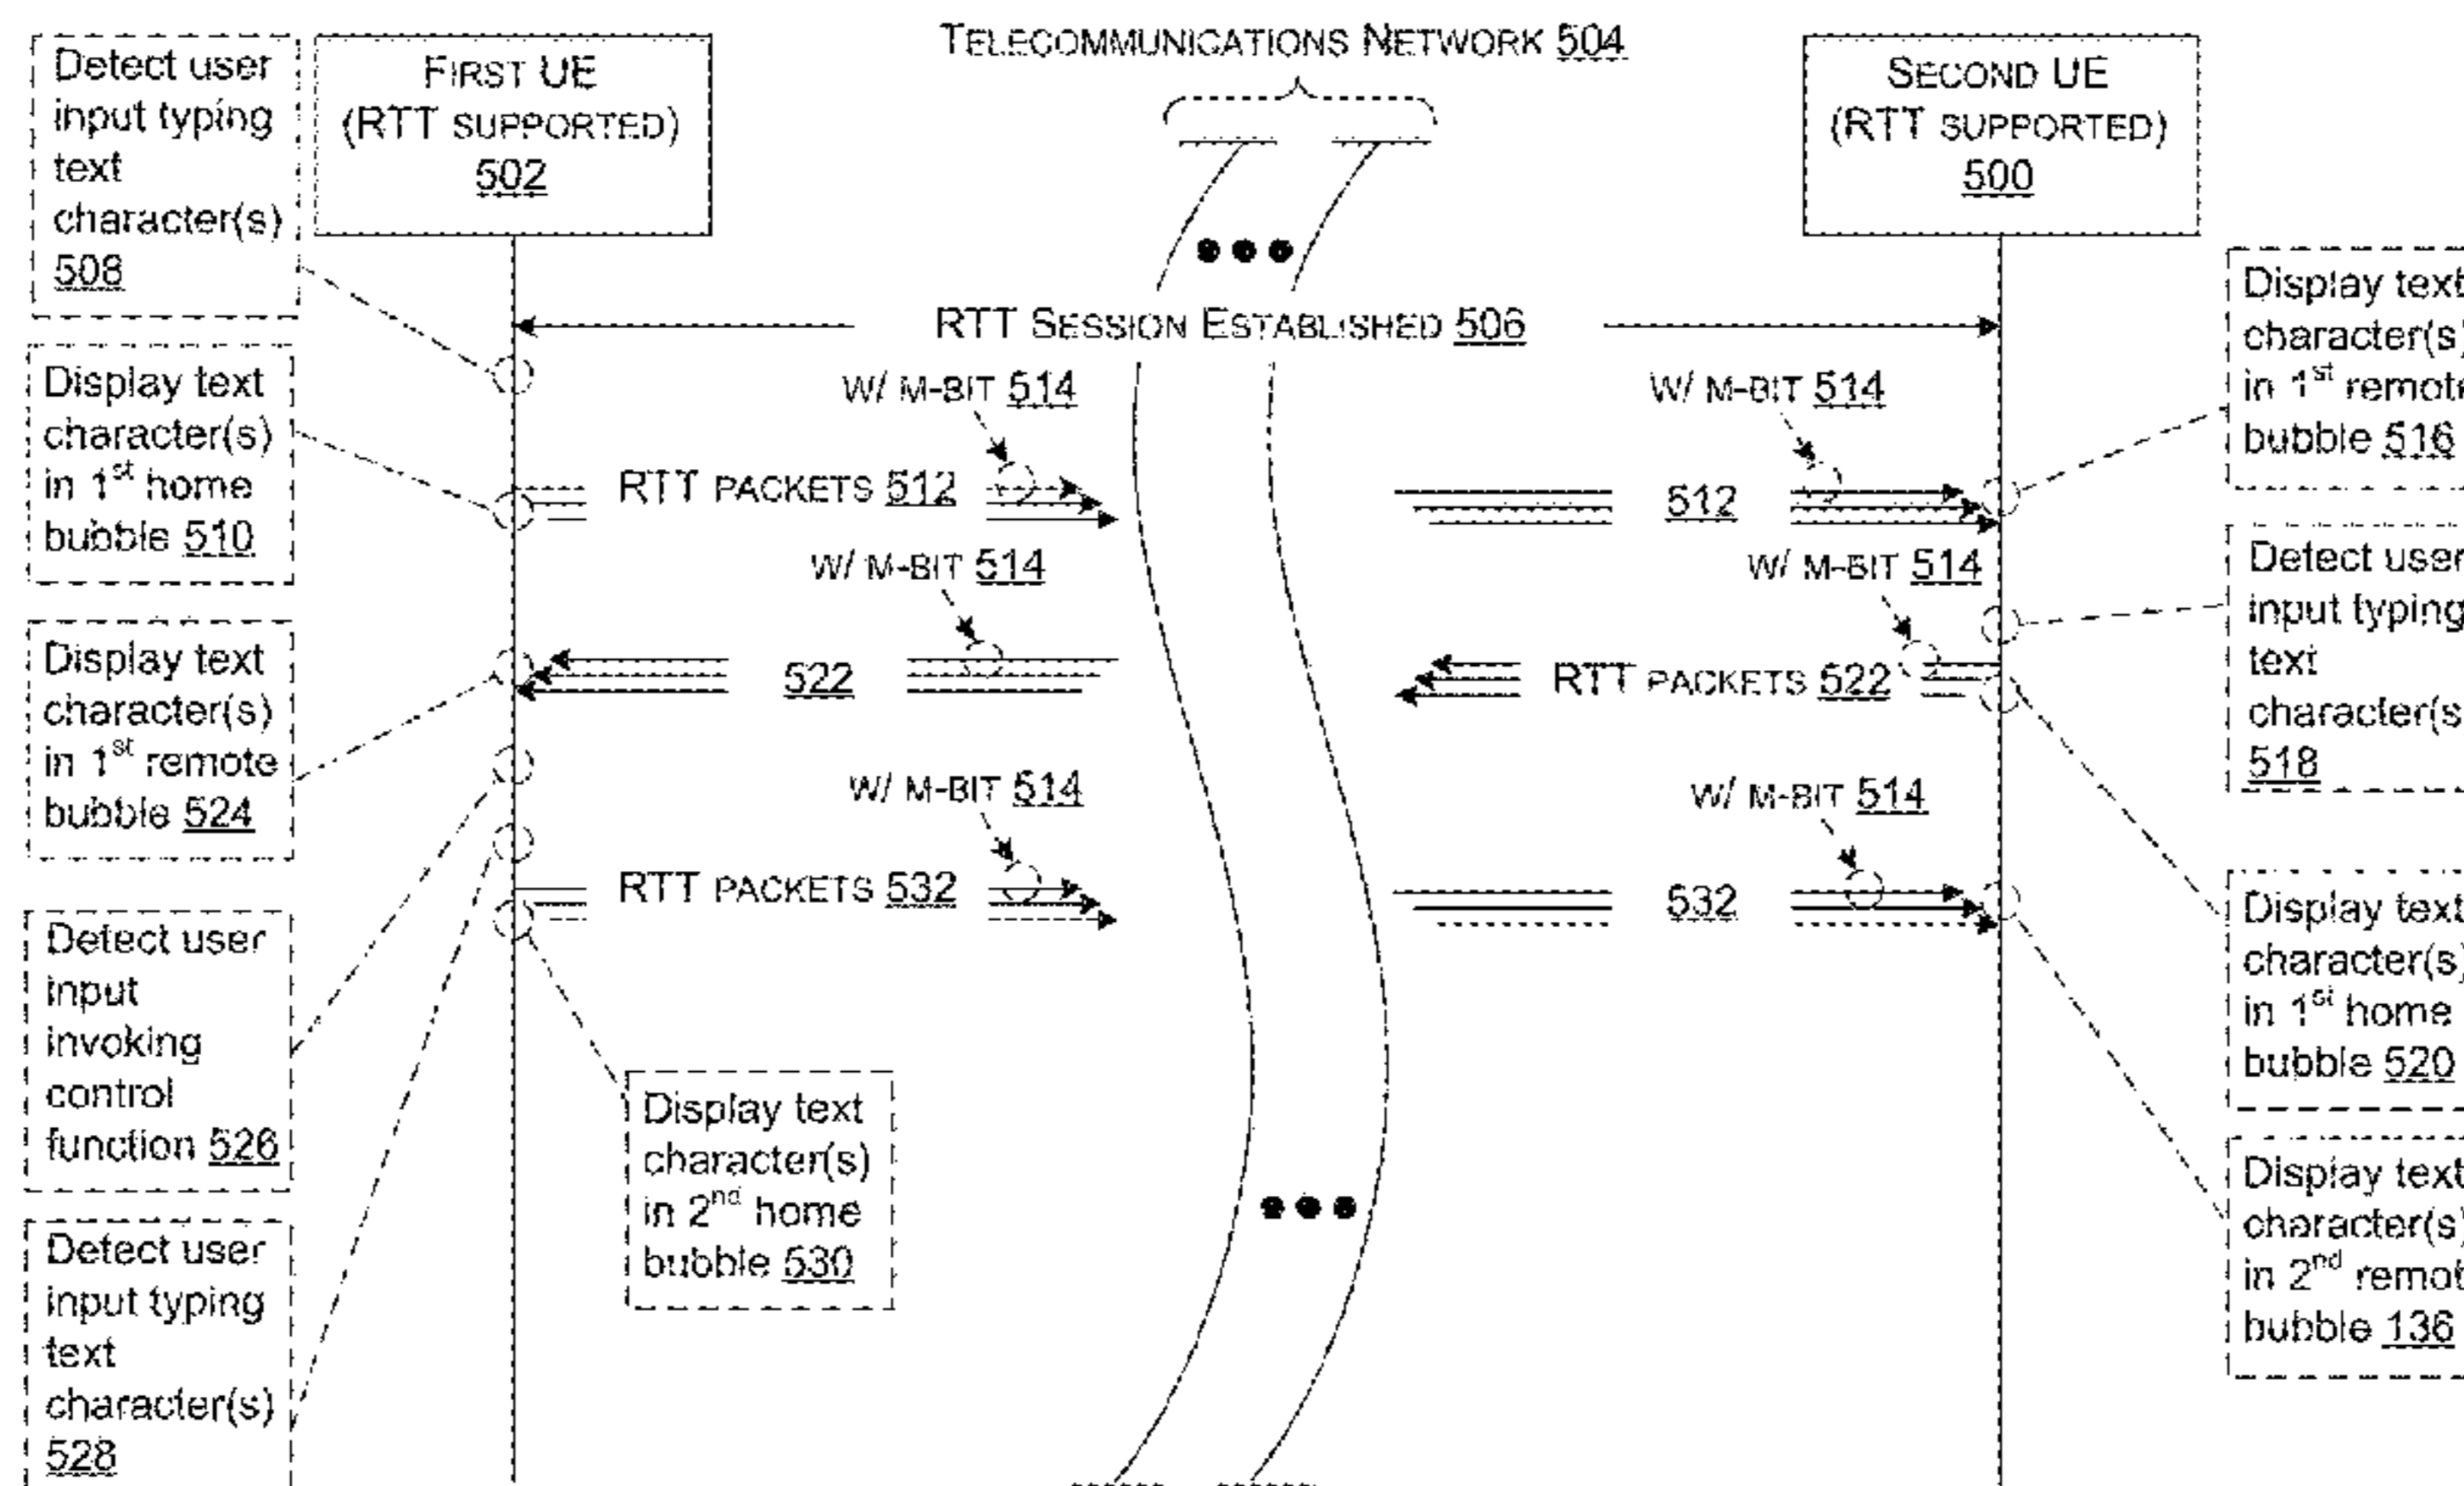 TELECOMMUNICATIONS NETWORK 504
Detect user
input typing
text
character(s)
508
FIRST UE
(RTT SUPPORTED)
502
SECOND UE
(RTT SUPPORTED)
500
RTT SESSION ESTABLISHED 506
Display text
character(s)
in 1st home
bubble 510
W/ M-BIT 514
W/ M-BIT 514
Display text
character(s)
in 1st remote
bubble 516
RTT PACKETS 512
512
W/ M-BIT 514
W/ M-BIT 514
Detect user
input typing
text
character(s
518
Display text
character(s)
in 1st remote
bubble 524
522
RTT PACKETS 522
W/ M-BIT 514
W/ M-BIT 514
RTT PACKETS 532
532
Display text
character(s)
in 1st home
bubble 520
Detect user
input
invoking
control
function 526
Display text
character(s)
in 2nd home
bubble 530
Display text
character(s)
in 2nd remot
bubble 136
Detect user
input typing
text
character(s)
528